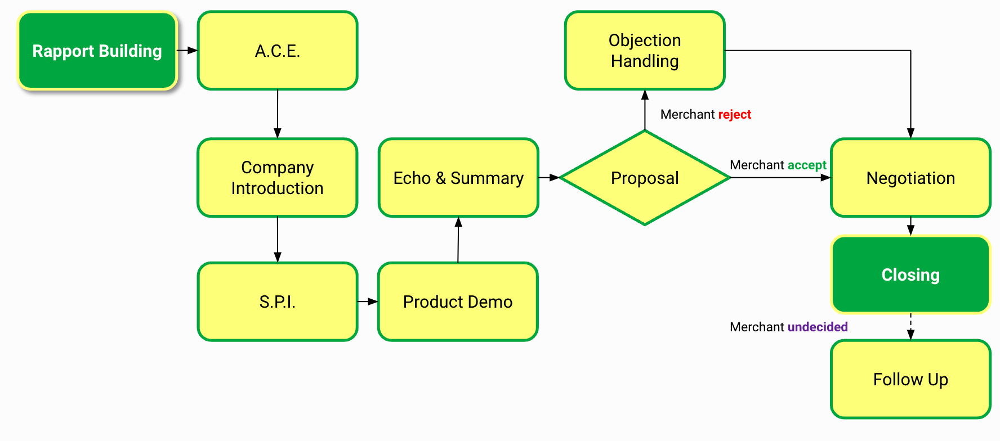 Rapport Building
A.C.E.
Company
Introduction
S.P.I.
Product Demo
Echo & Summary
Proposal
Merchant reject
Objection
Handling
Merchant accept
Negotiation
Closing
Merchant undecided
Follow Up